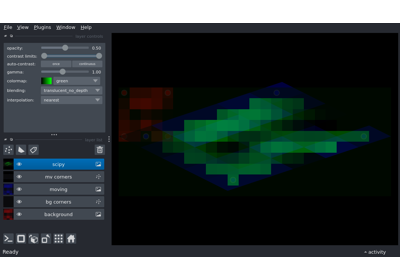 File View Plugins Window Help
opacity: 0.50
contrast limits:
auto-contrast: once continuous
gamma: 1.00
colormap: green
blending: translucent_no_depth
interpolation: nearest
scipy
mv corners
moving
bg corners
background
Ready
activity